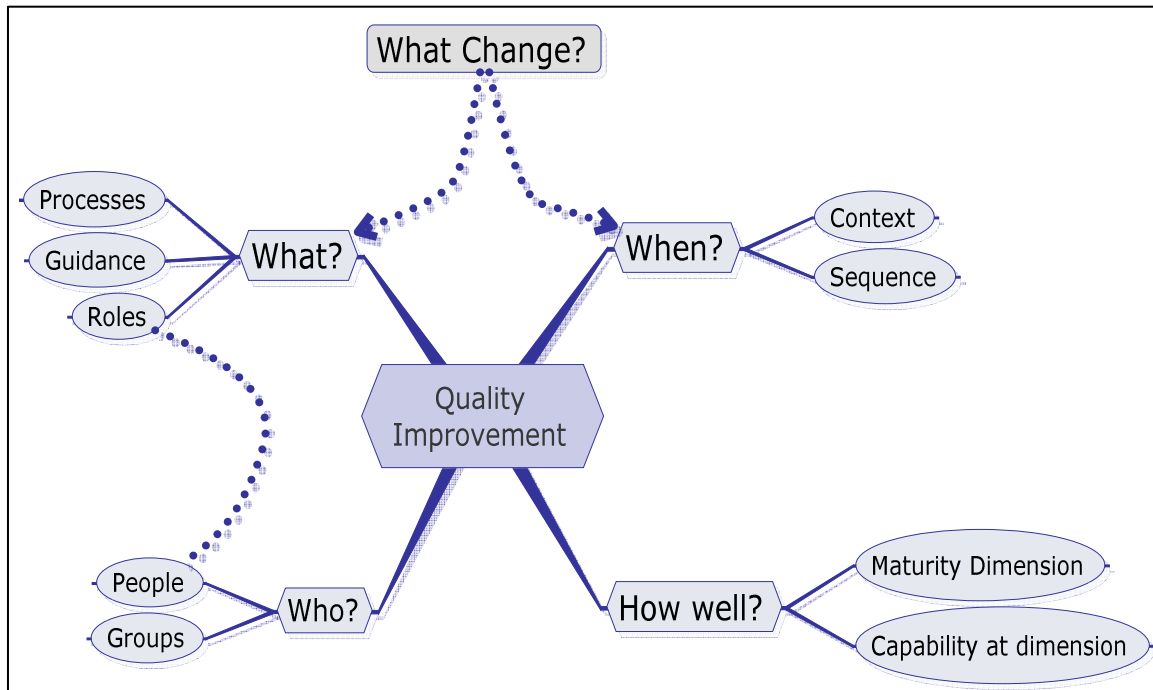 What Change?
Processes
Guidance
Roles
What?
When?
Context
Sequence
Quality
Improvement
People
Groups
Who?
How well?
Maturity Dimension
Capability at dimension